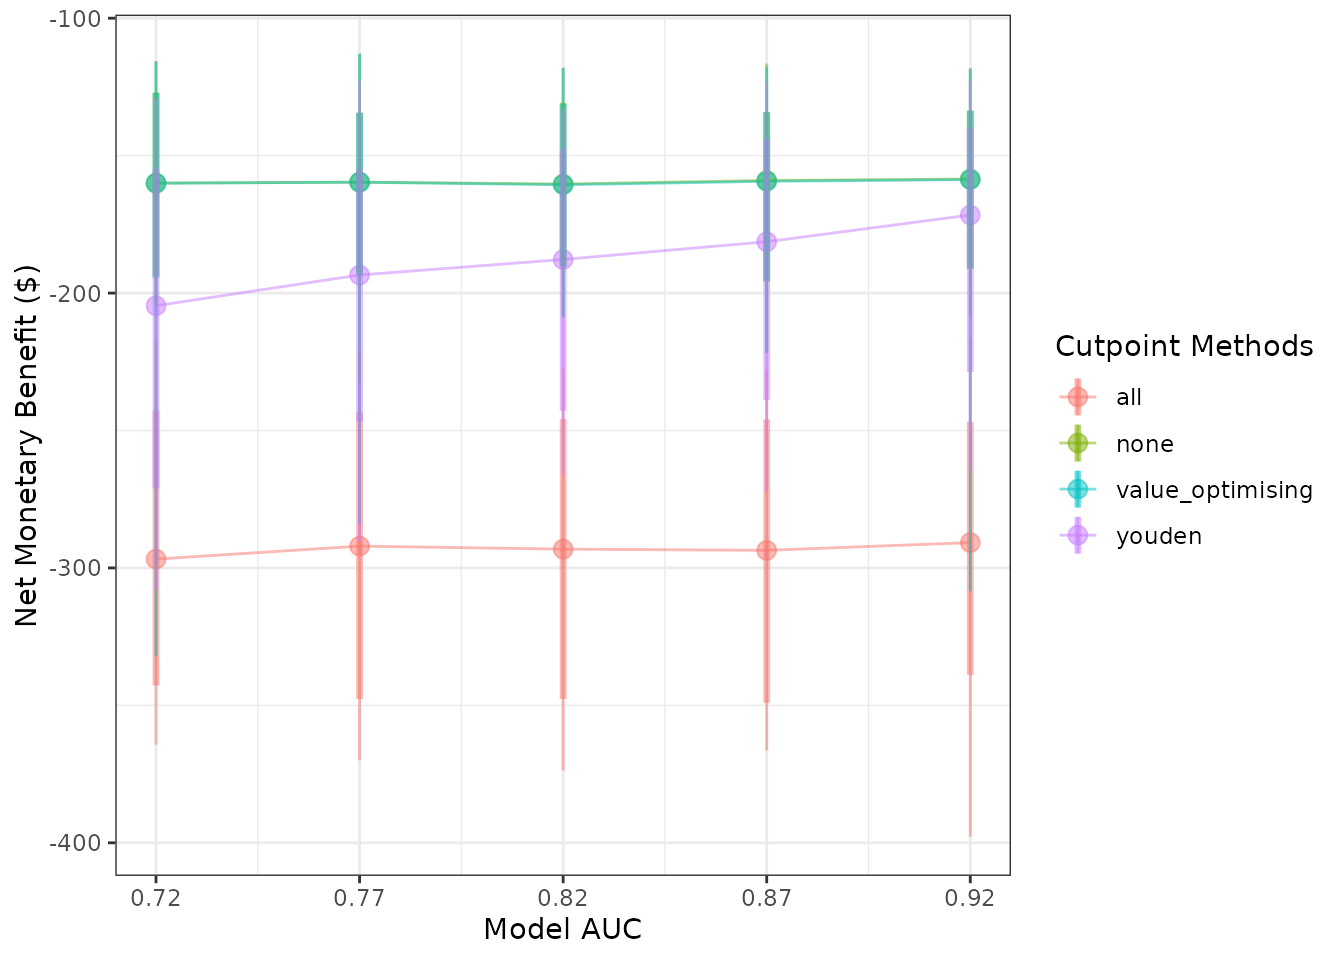 -100
-200
-300
-400
Net Monetary Benefit ($)
0.72 0.77 0.82 0.87 0.92
Model AUC
Cutpoint Methods
all
none
value_optimising
youden